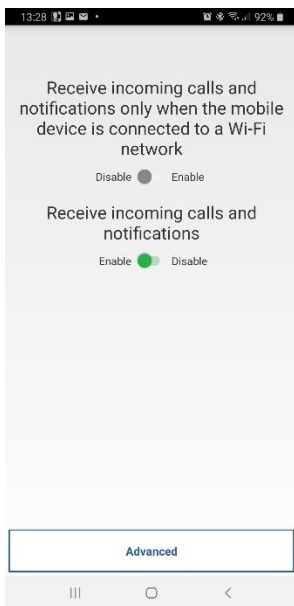 13:28 92%
Receive incoming calls and
notifications only when the mobile
device is connected to a Wi-Fi
network
Disable Enable
Receive incoming calls and
notifications
Enable Disable
Advanced